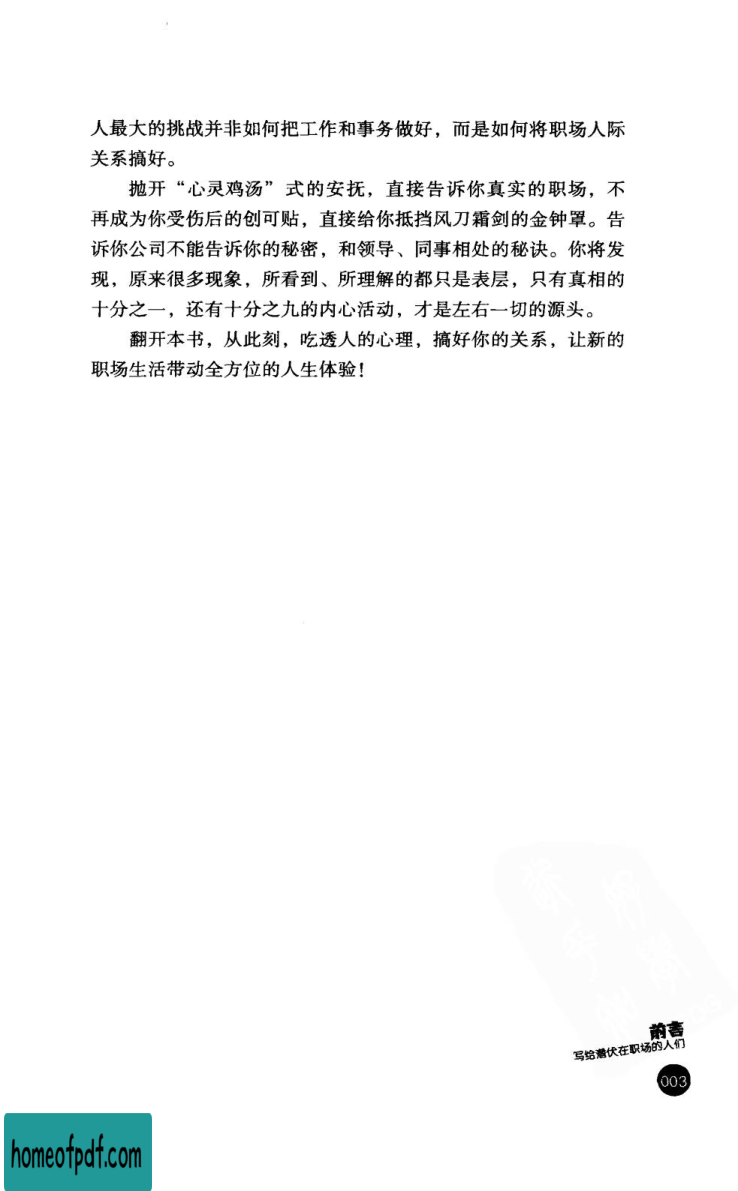 人最大的挑战并非如何把工作和事务做好，而是如何将职场人际
关系搞好。
抛开“心灵鸡汤”式的安抚，直接告诉你真实的职场，不
再成为你受伤后的创可贴，直接给你抵挡风刀霜剑的金钟罩。告
诉你公司不能告诉你的秘密，和领导、同事相处的秘诀。你将发
现，原来很多现象，所看到、所理解的都只是表层，只有真相的
十分之一，还有十分之九的内心活动，才是左右一切的源头。
翻开本书，从此刻，吃透人的心理，搞好你的关系，让新的
职场生活带动全方位的人生体验！
前言
写给潜伏在职场的人们
003
homeofpdf.com